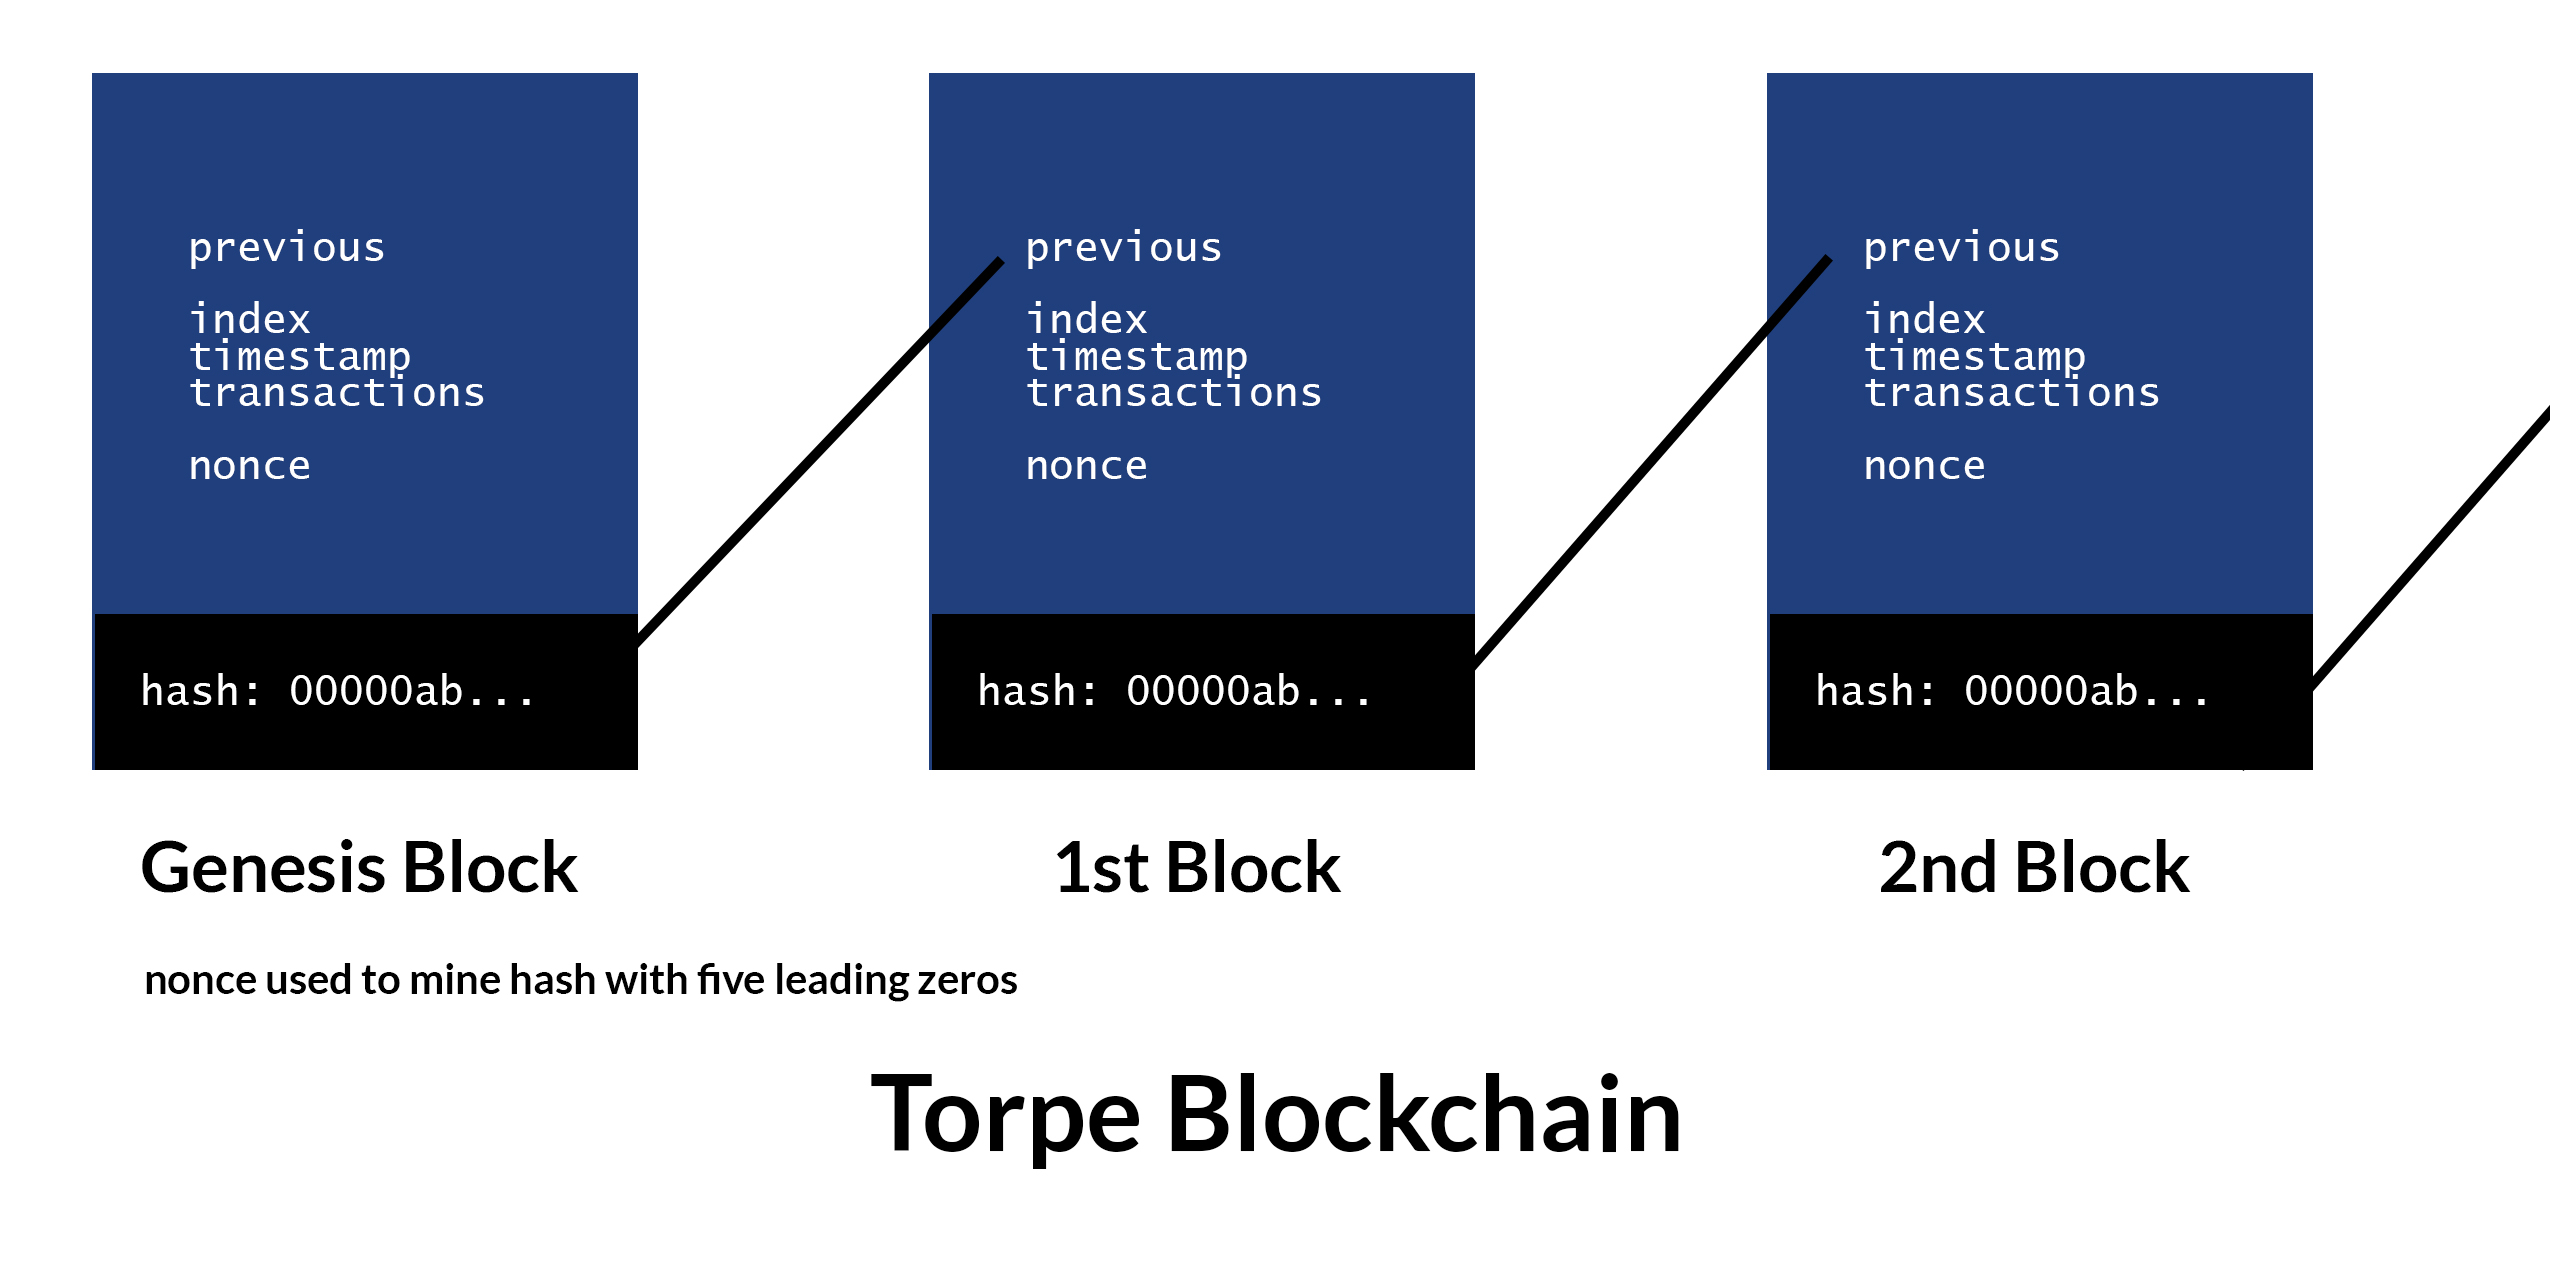 previous
index
timestamp
transactions
nonce
hash: 00000ab...
Genesis Block
previous
index
timestamp
transactions
nonce
hash: 00000ab...
1st Block
previous
index
timestamp
transactions
nonce
hash: 00000ab...
2nd Block
nonce used to mine hash with five leading zeros
Torpe Blockchain